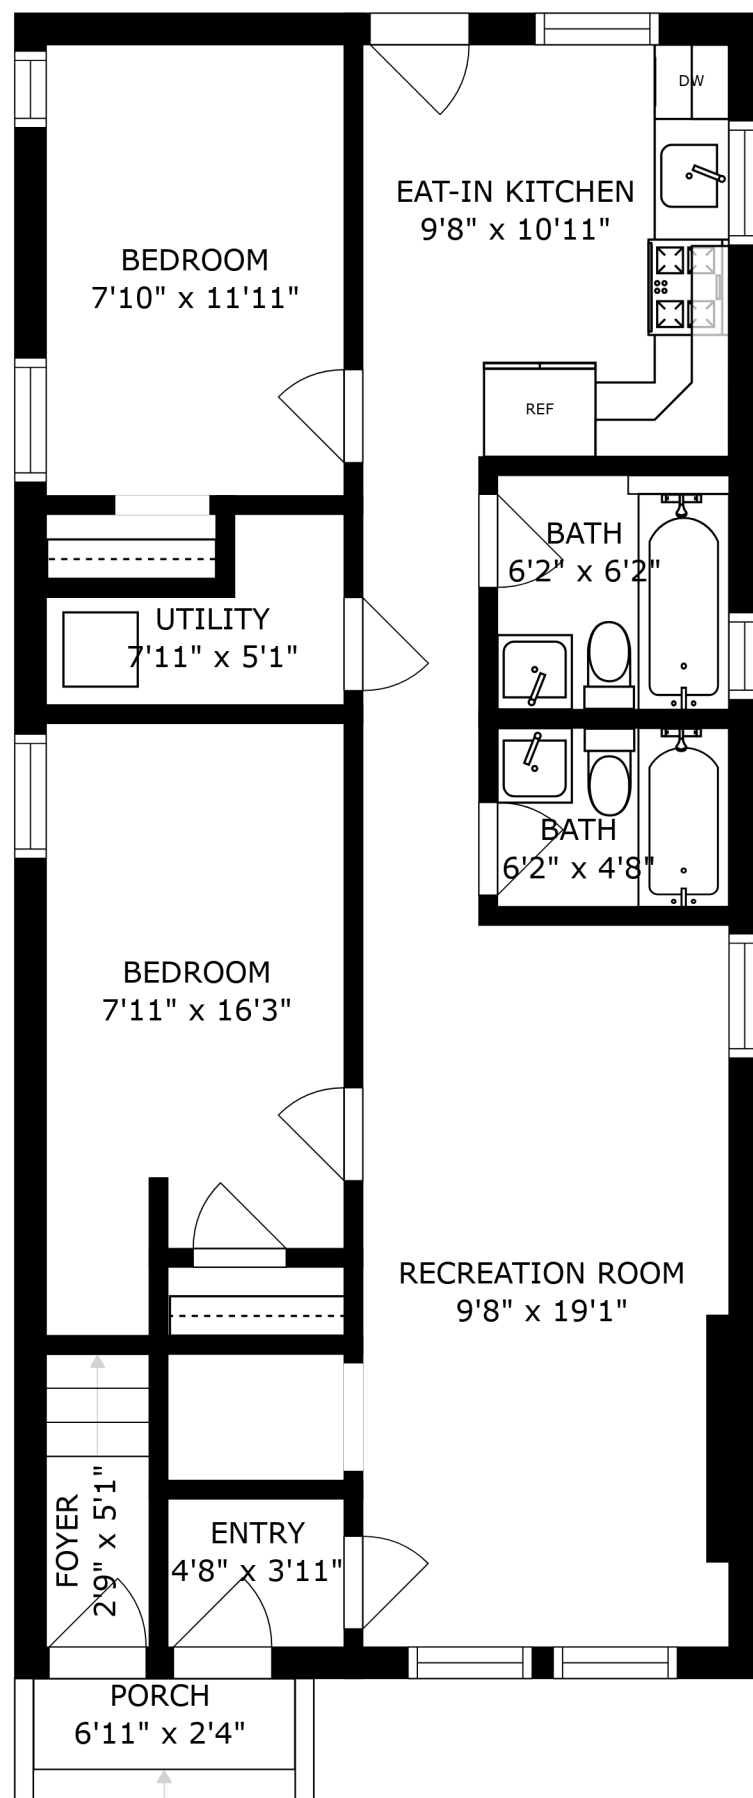 DW
EAT-IN KITCHEN
9'8" x 10'11"
BEDROOM
7'10" x 11'11"
REF
BATH
6'2" x 6'2"
UTILITY
7'11" x 5'1"
BATH
6'2" x 4'8"
BEDROOM
7'11" x 16'3"
RECREATION ROOM
9'8" x 19'1"
FOYER
2'9" x 5'1"
ENTRY
4'8" x 3'11"
PORCH
6'11" x 2'4"